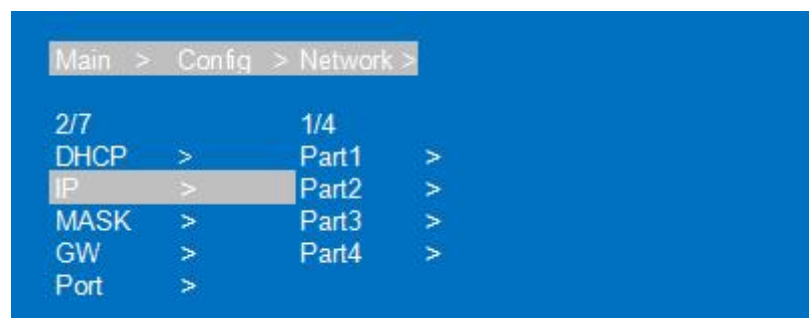 Main > Config > Network >
2/7 1/4
DHCP > Part1 >
IP > Part2 >
MASK > Part3 >
GW > Part4 >
Port >